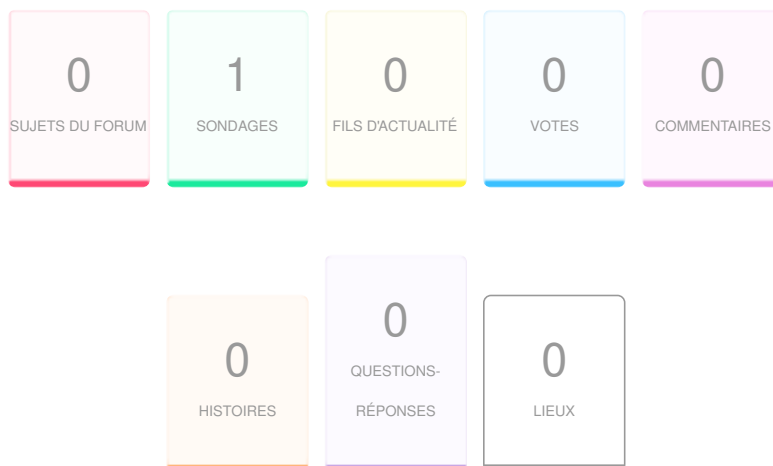 0 1 0 0 0
SUJETS DU FORUM SONDAGES FILS D'ACTUALITÉ VOTES COMMENTAIRES
0
0 0
QUESTIONS-
HISTOIRES RÉPONSES LIEUX